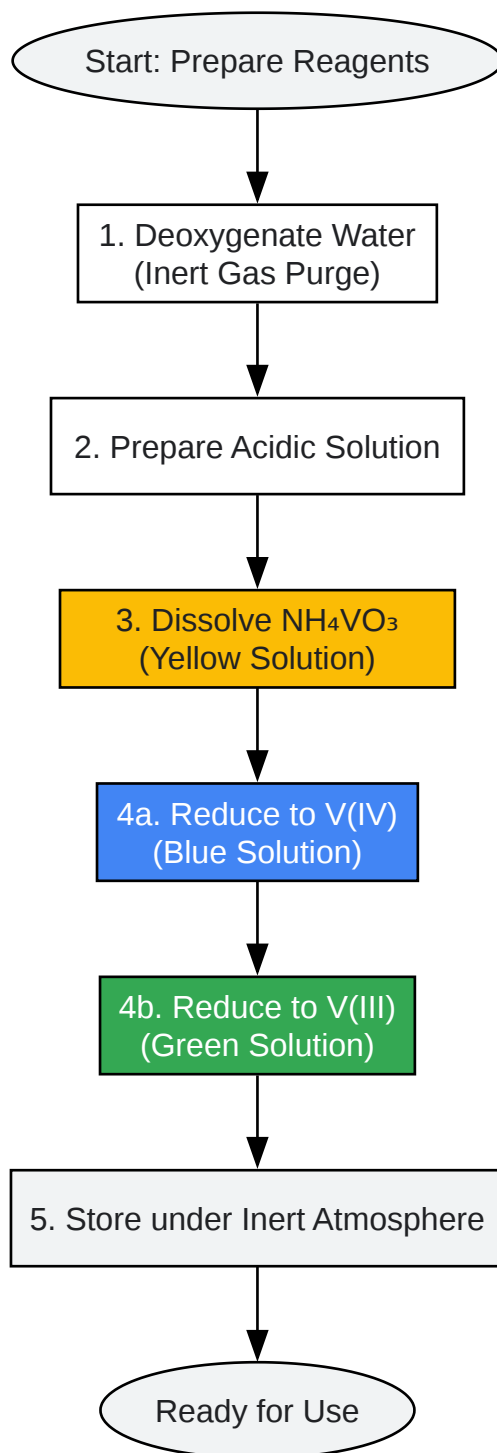 Start: Prepare Reagents
1. Deoxygenate Water
(Inert Gas Purge)
2. Prepare Acidic Solution
3. Dissolve NH₄VO₃
(Yellow Solution)
4a. Reduce to V(IV)
(Blue Solution)
4b. Reduce to V(III)
(Green Solution)
5. Store under Inert Atmosphere
Ready for Use